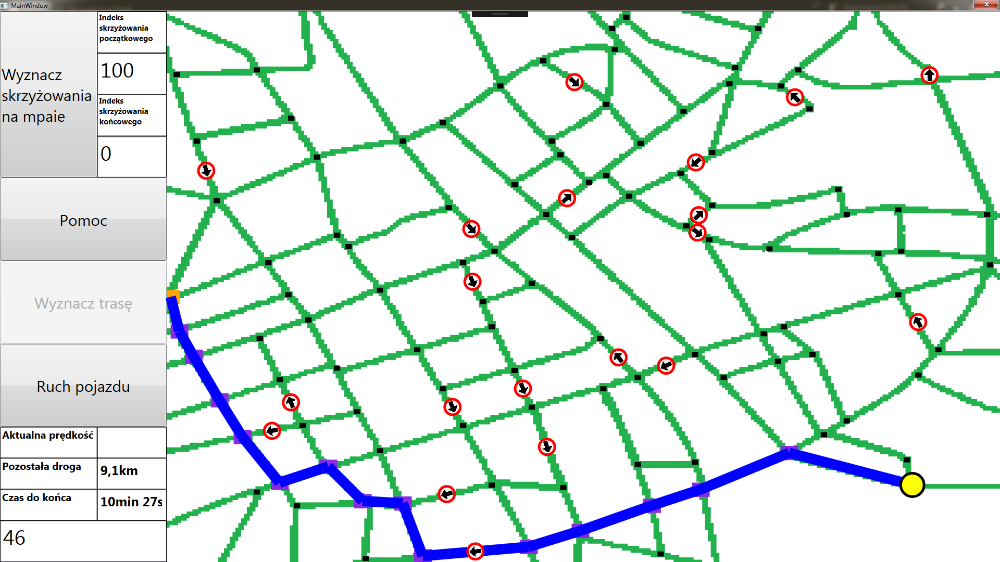 MainWindow
Wyznacz
skrzyżowania
na mpaie
Indeks
skrzyżowania
początkowego
100
Indeks
skrzyżowania
końcowego
0
Pomoc
Wyznacz trasę
Ruch pojazdu
Aktualna prędkość
Pozostała droga
9,1km
Czas do końca
10min 27s
46